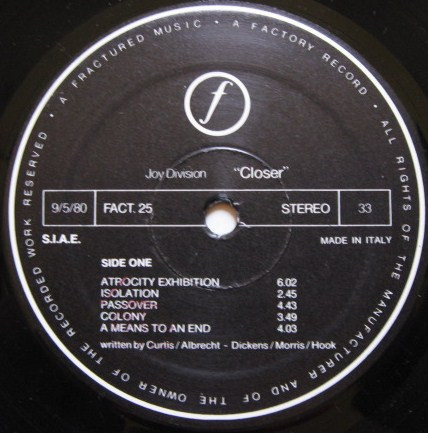 A FRACTURED MUSIC • A FACTORY RECORD • ALL RIGHTS OF THE MANUFACTURER AND OF THE OWNER OF THE RECORDED WORK RESERVED •
f
Joy Division "Closer"
9/5/80 FACT. 25 STEREO 33
S.I.A.E. MADE IN ITALY
SIDE ONE
ATROCITY EXHIBITION 6.02
ISOLATION 2.45
PASSOVER 4.43
COLONY 3.49
A MEANS TO AN END 4.03
written by Curtis/Albrecht - Dickens/Morris/Hook